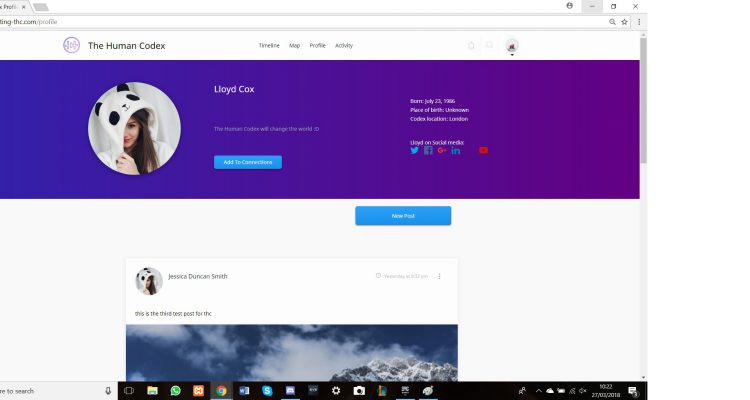 x Profil
ting-thc.com/profile
The Human Codex
Timeline Map Profile Activity
Lloyd Cox
Born: July 23, 1986
Place of birth: Unknown
The Human Codex will change the world :D
Codex location: London
Lloyd on Social media:
Add To Connections
New Post
Jessica Duncan Smith
Yesterday at 9:32 pm
this is the third test post for thc
re to search
10:22
27/03/2018